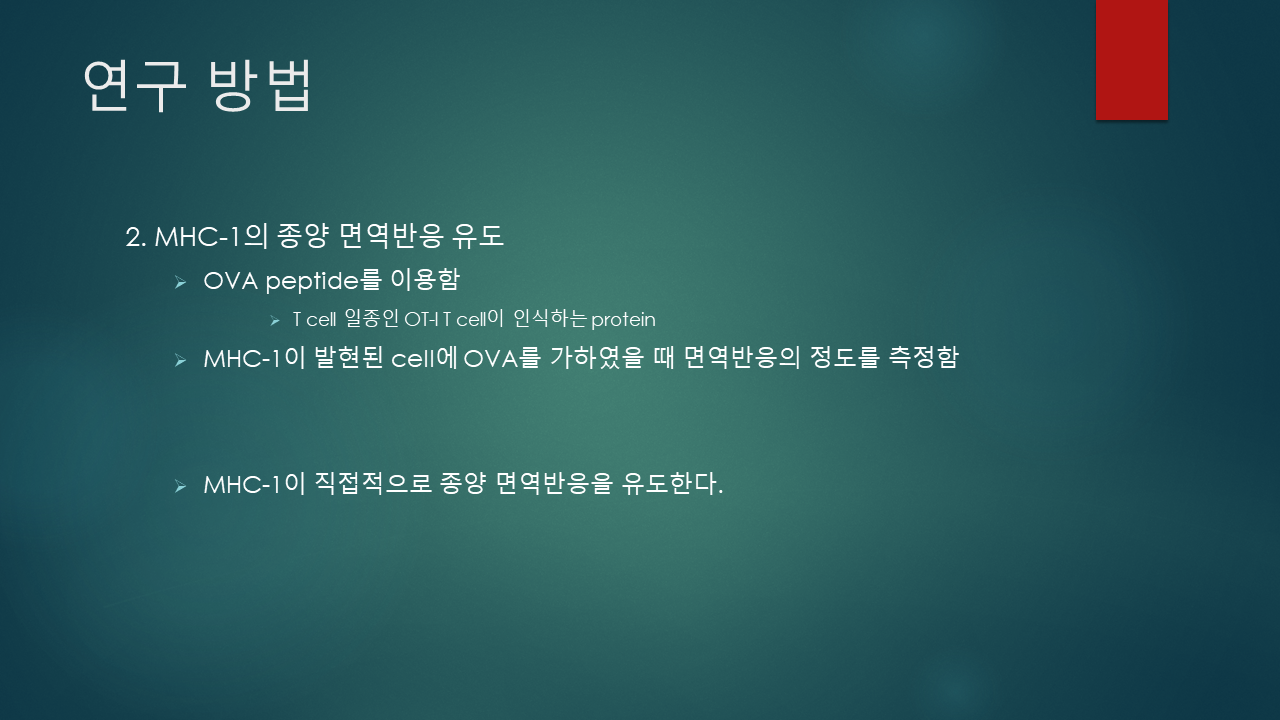 연구 방법
2. MHC-1의 종양 면역반응 유도
OVA peptide를 이용함
T cell 일종인 OT-I T cell이 인식하는 protein
MHC-1이 발현된 cell에 OVA를 가하였을 때 면역반응의 정도를 측정함
MHC-1이 직접적으로 종양 면역반응을 유도한다.